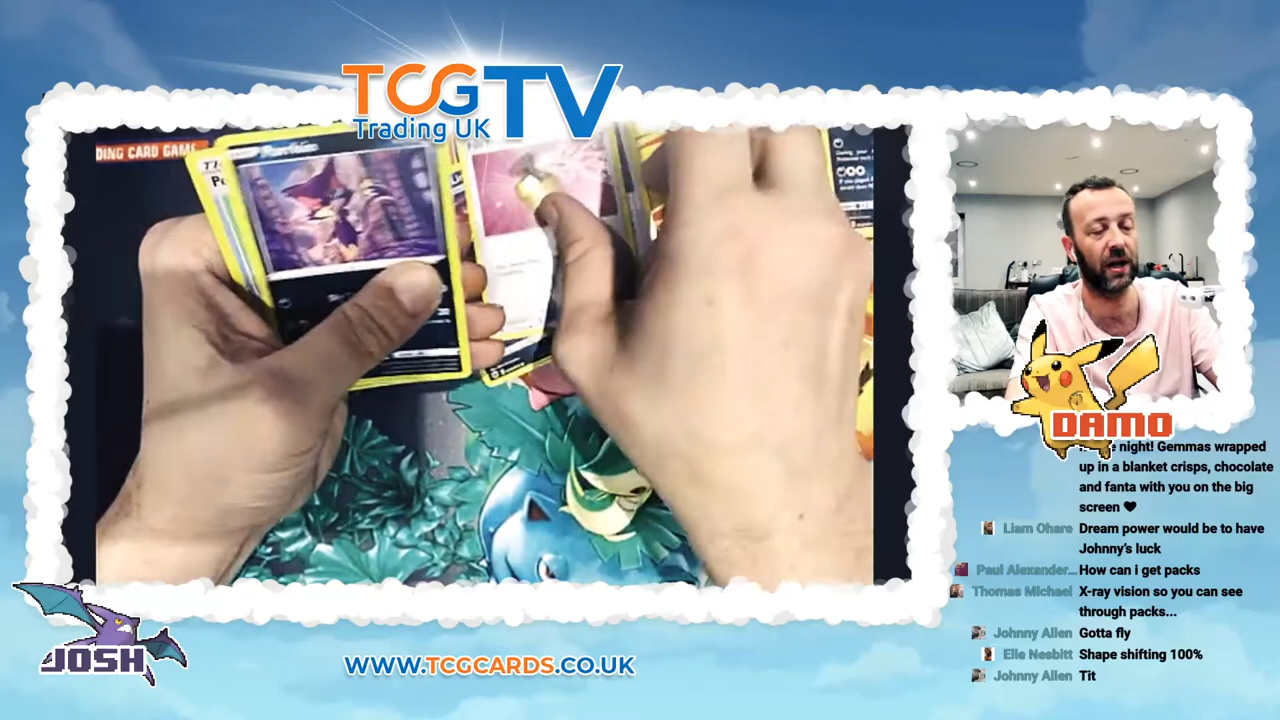 TCG TV
Trading UK
DING CARD GAME
DAMO
e night! Gemmas wrapped
up in a blanket crisps, chocolate
and fanta with you on the big
screen ❤
Liam Ohare Dream power would be to have
Johnny's luck
Paul Alexander... How can i get packs
Thomas Michael X-ray vision so you can see
through packs...
Johnny Allen Gotta fly
Elle Nesbitt Shape shifting 100%
Johnny Allen Tit
JOSH
WWW.TCGCARDS.CO.UK